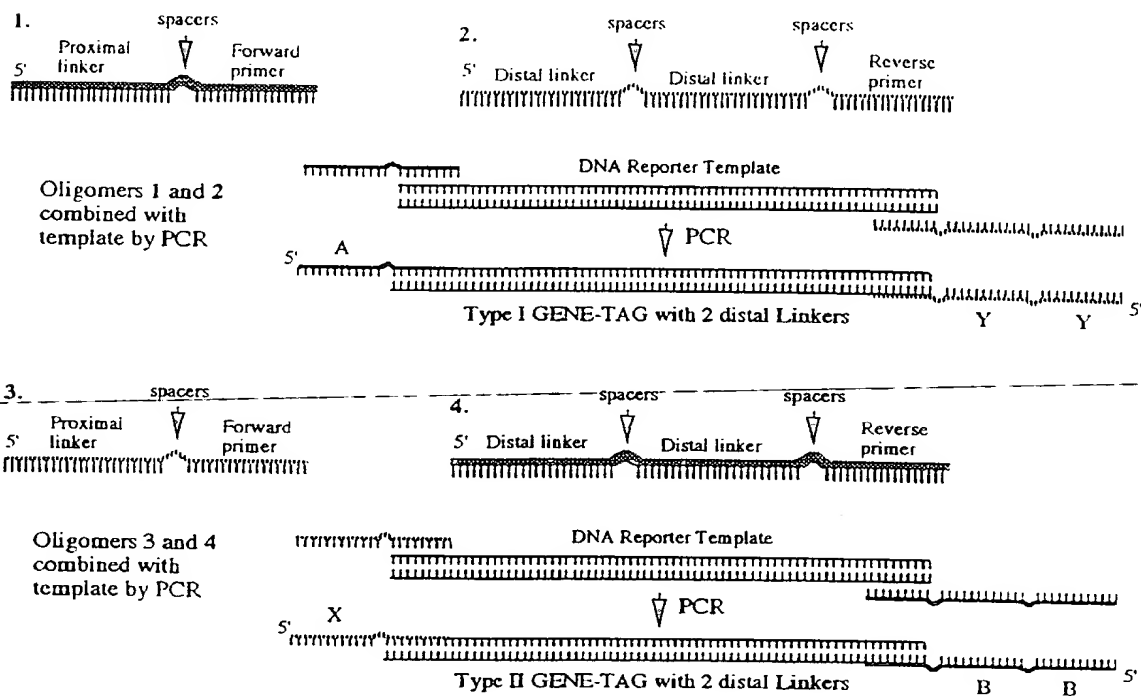 1.
spacers
Proximal
linker
Forward
primer
5'
2.
spacers
spacers
5'
Distal linker
Distal linker
Reverse
primer
Oligomers 1 and 2
combined with
template by PCR
DNA Reporter Template
PCR
5'
A
Type I GENE-TAG with 2 distal Linkers
Y
Y
5'
3.
spacers
5'
Proximal
linker
Forward
primer
4.
spacers
spacers
5'
Distal linker
Distal linker
Reverse
primer
Oligomers 3 and 4
combined with
template by PCR
DNA Reporter Template
PCR
5'
X
Type II GENE-TAG with 2 distal Linkers
B
B
5'